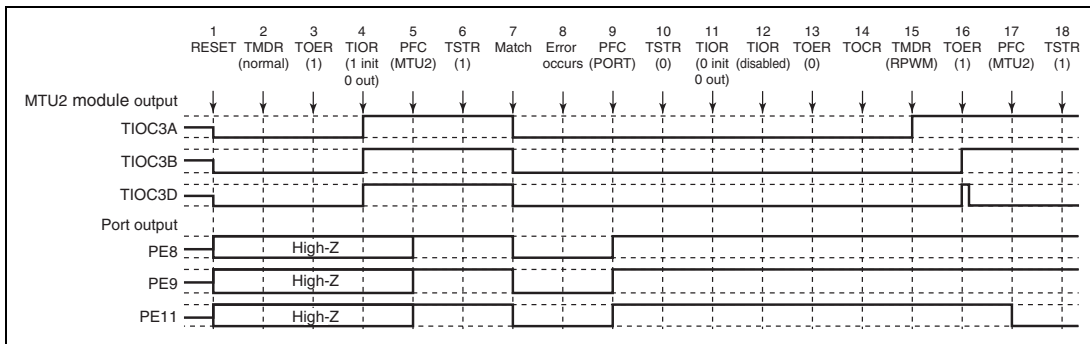 1 2 3 4 5 6 7 8 9 10 11 12 13 14 15 16 17 18
RESET TMDR TOER TIOR PFC TSTR Match Error PFC TSTR TIOR TIOR TOER TOCR TMDR TOER PFC TSTR
(normal) (1) (1 init (MTU2) (1) occurs (PORT) (0) (0 init (disabled) (0) (RPWM) (1) (MTU2) (1)
0 out) 0 out)
MTU2 module output
TIOC3A
TIOC3B
TIOC3D
Port output
PE8 High-Z
PE9 High-Z
PE11 High-Z